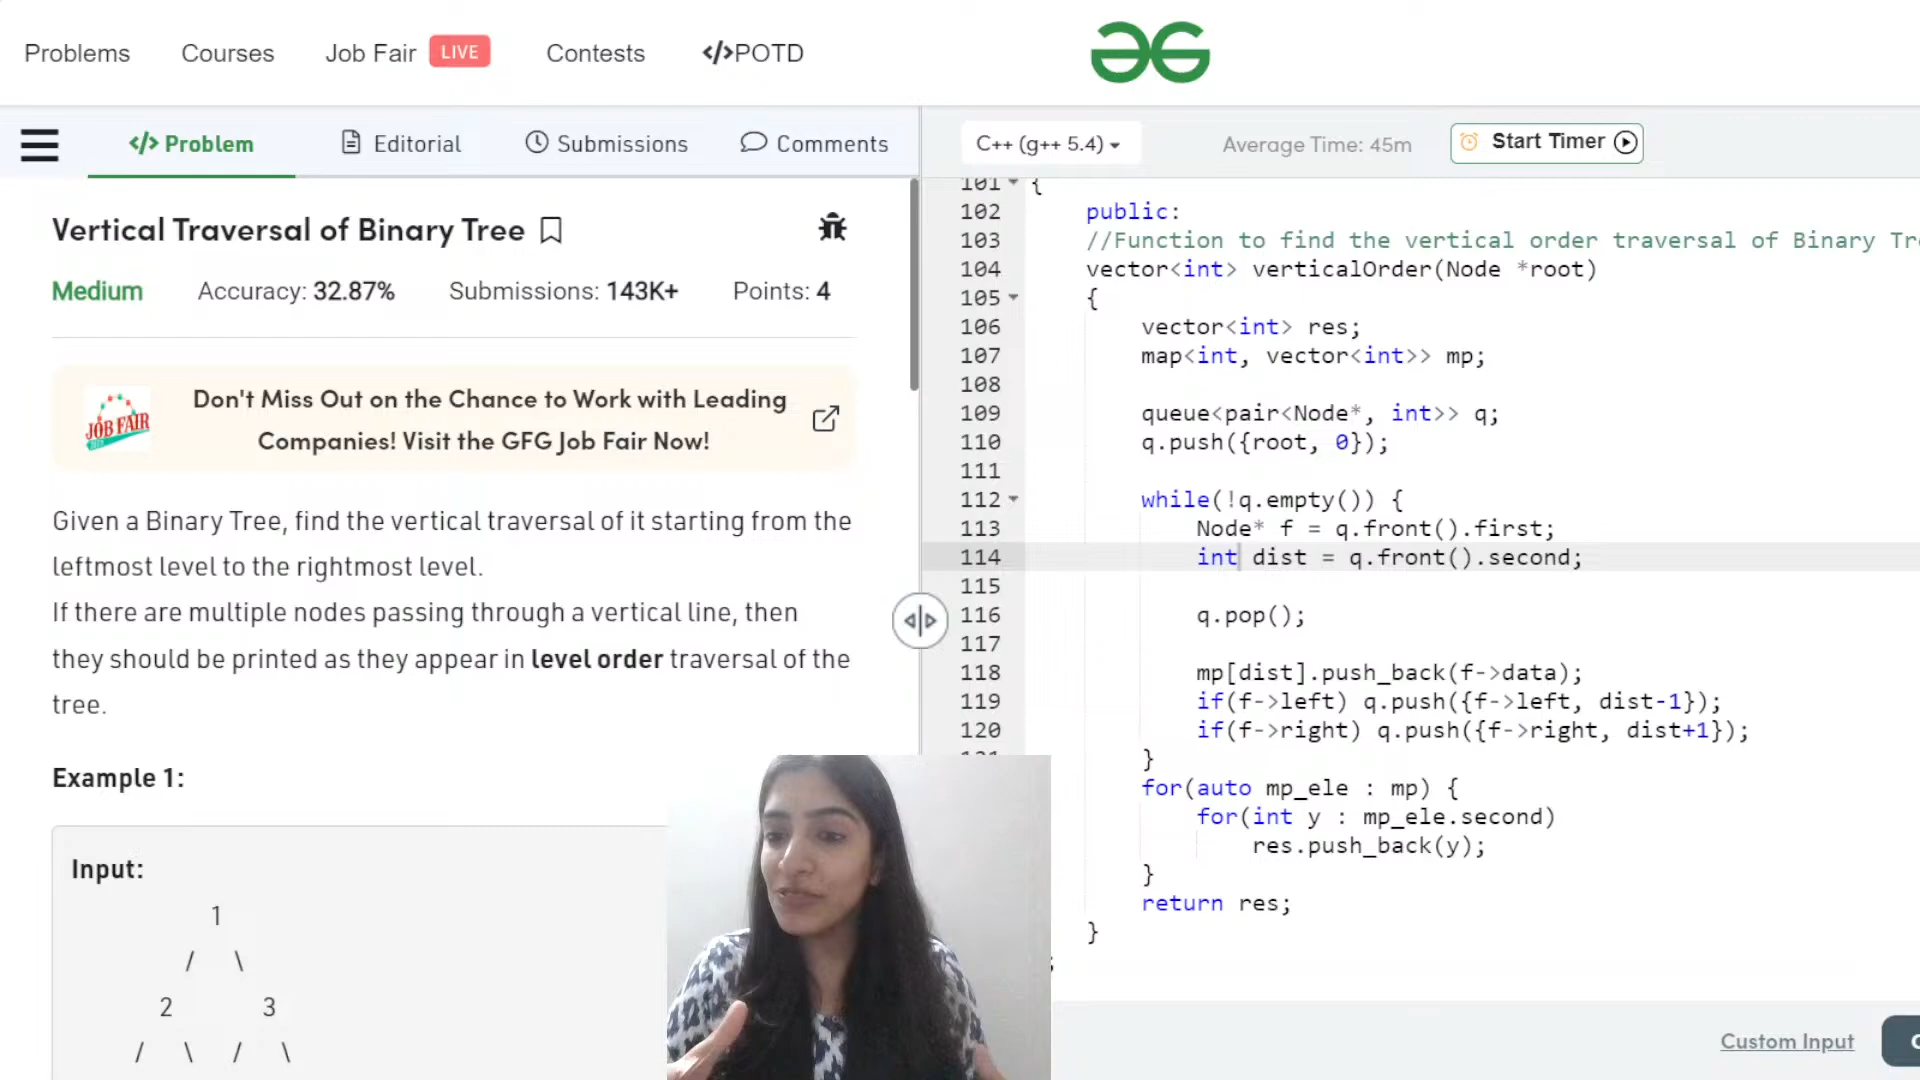 Problems Courses Job Fair LIVE Contests </>POTD
</> Problem Editorial Submissions Comments
C++ (g++ 5.4) Average Time: 45m Start Timer
Vertical Traversal of Binary Tree
Medium Accuracy: 32.87% Submissions: 143K+ Points: 4
JOB FAIR
Don't Miss Out on the Chance to Work with Leading
Companies! Visit the GFG Job Fair Now!
Given a Binary Tree, find the vertical traversal of it starting from the
leftmost level to the rightmost level.
If there are multiple nodes passing through a vertical line, then
they should be printed as they appear in level order traversal of the
tree.
Example 1:
Input:
1
/ \
2 3
/ \ / \
101 {
102 public:
103 //Function to find the vertical order traversal of Binary
104 vector<int> verticalOrder(Node *root)
105 {
106 vector<int> res;
107 map<int, vector<int>> mp;
108
109 queue<pair<Node*, int>> q;
110 q.push({root, 0});
111
112 while(!q.empty()) {
113 Node* f = q.front().first;
114 int dist = q.front().second;
115
116 q.pop();
117
118 mp[dist].push_back(f->data);
119 if(f->left) q.push({f->left, dist-1});
120 if(f->right) q.push({f->right, dist+1});
}
for(auto mp_ele : mp) {
for(int y : mp_ele.second)
res.push_back(y);
}
return res;
}
Custom Input